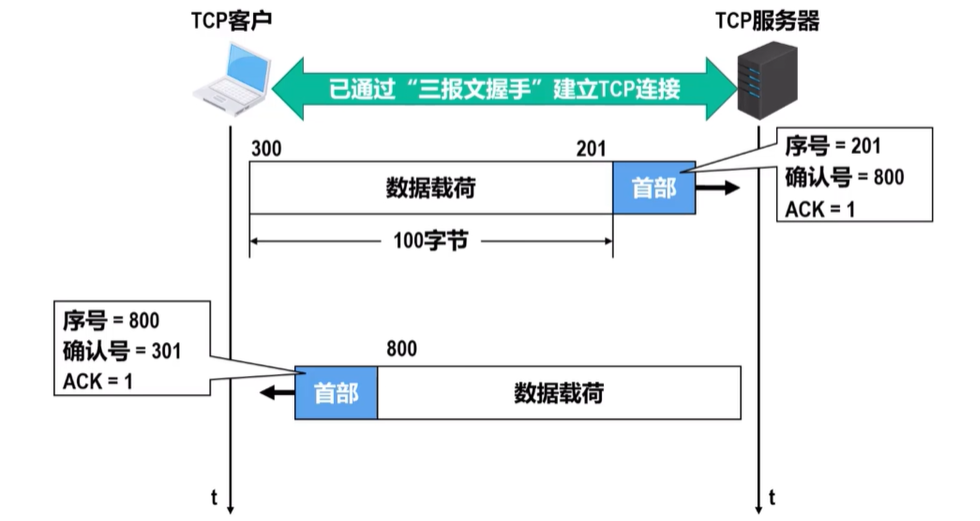 TCP客户
TCP服务器
已通过“三报文握手”建立TCP连接
300
201
数据载荷
首部
序号 = 201
确认号 = 800
ACK = 1
100字节
序号 = 800
确认号 = 301
ACK = 1
800
首部
数据载荷
t
t